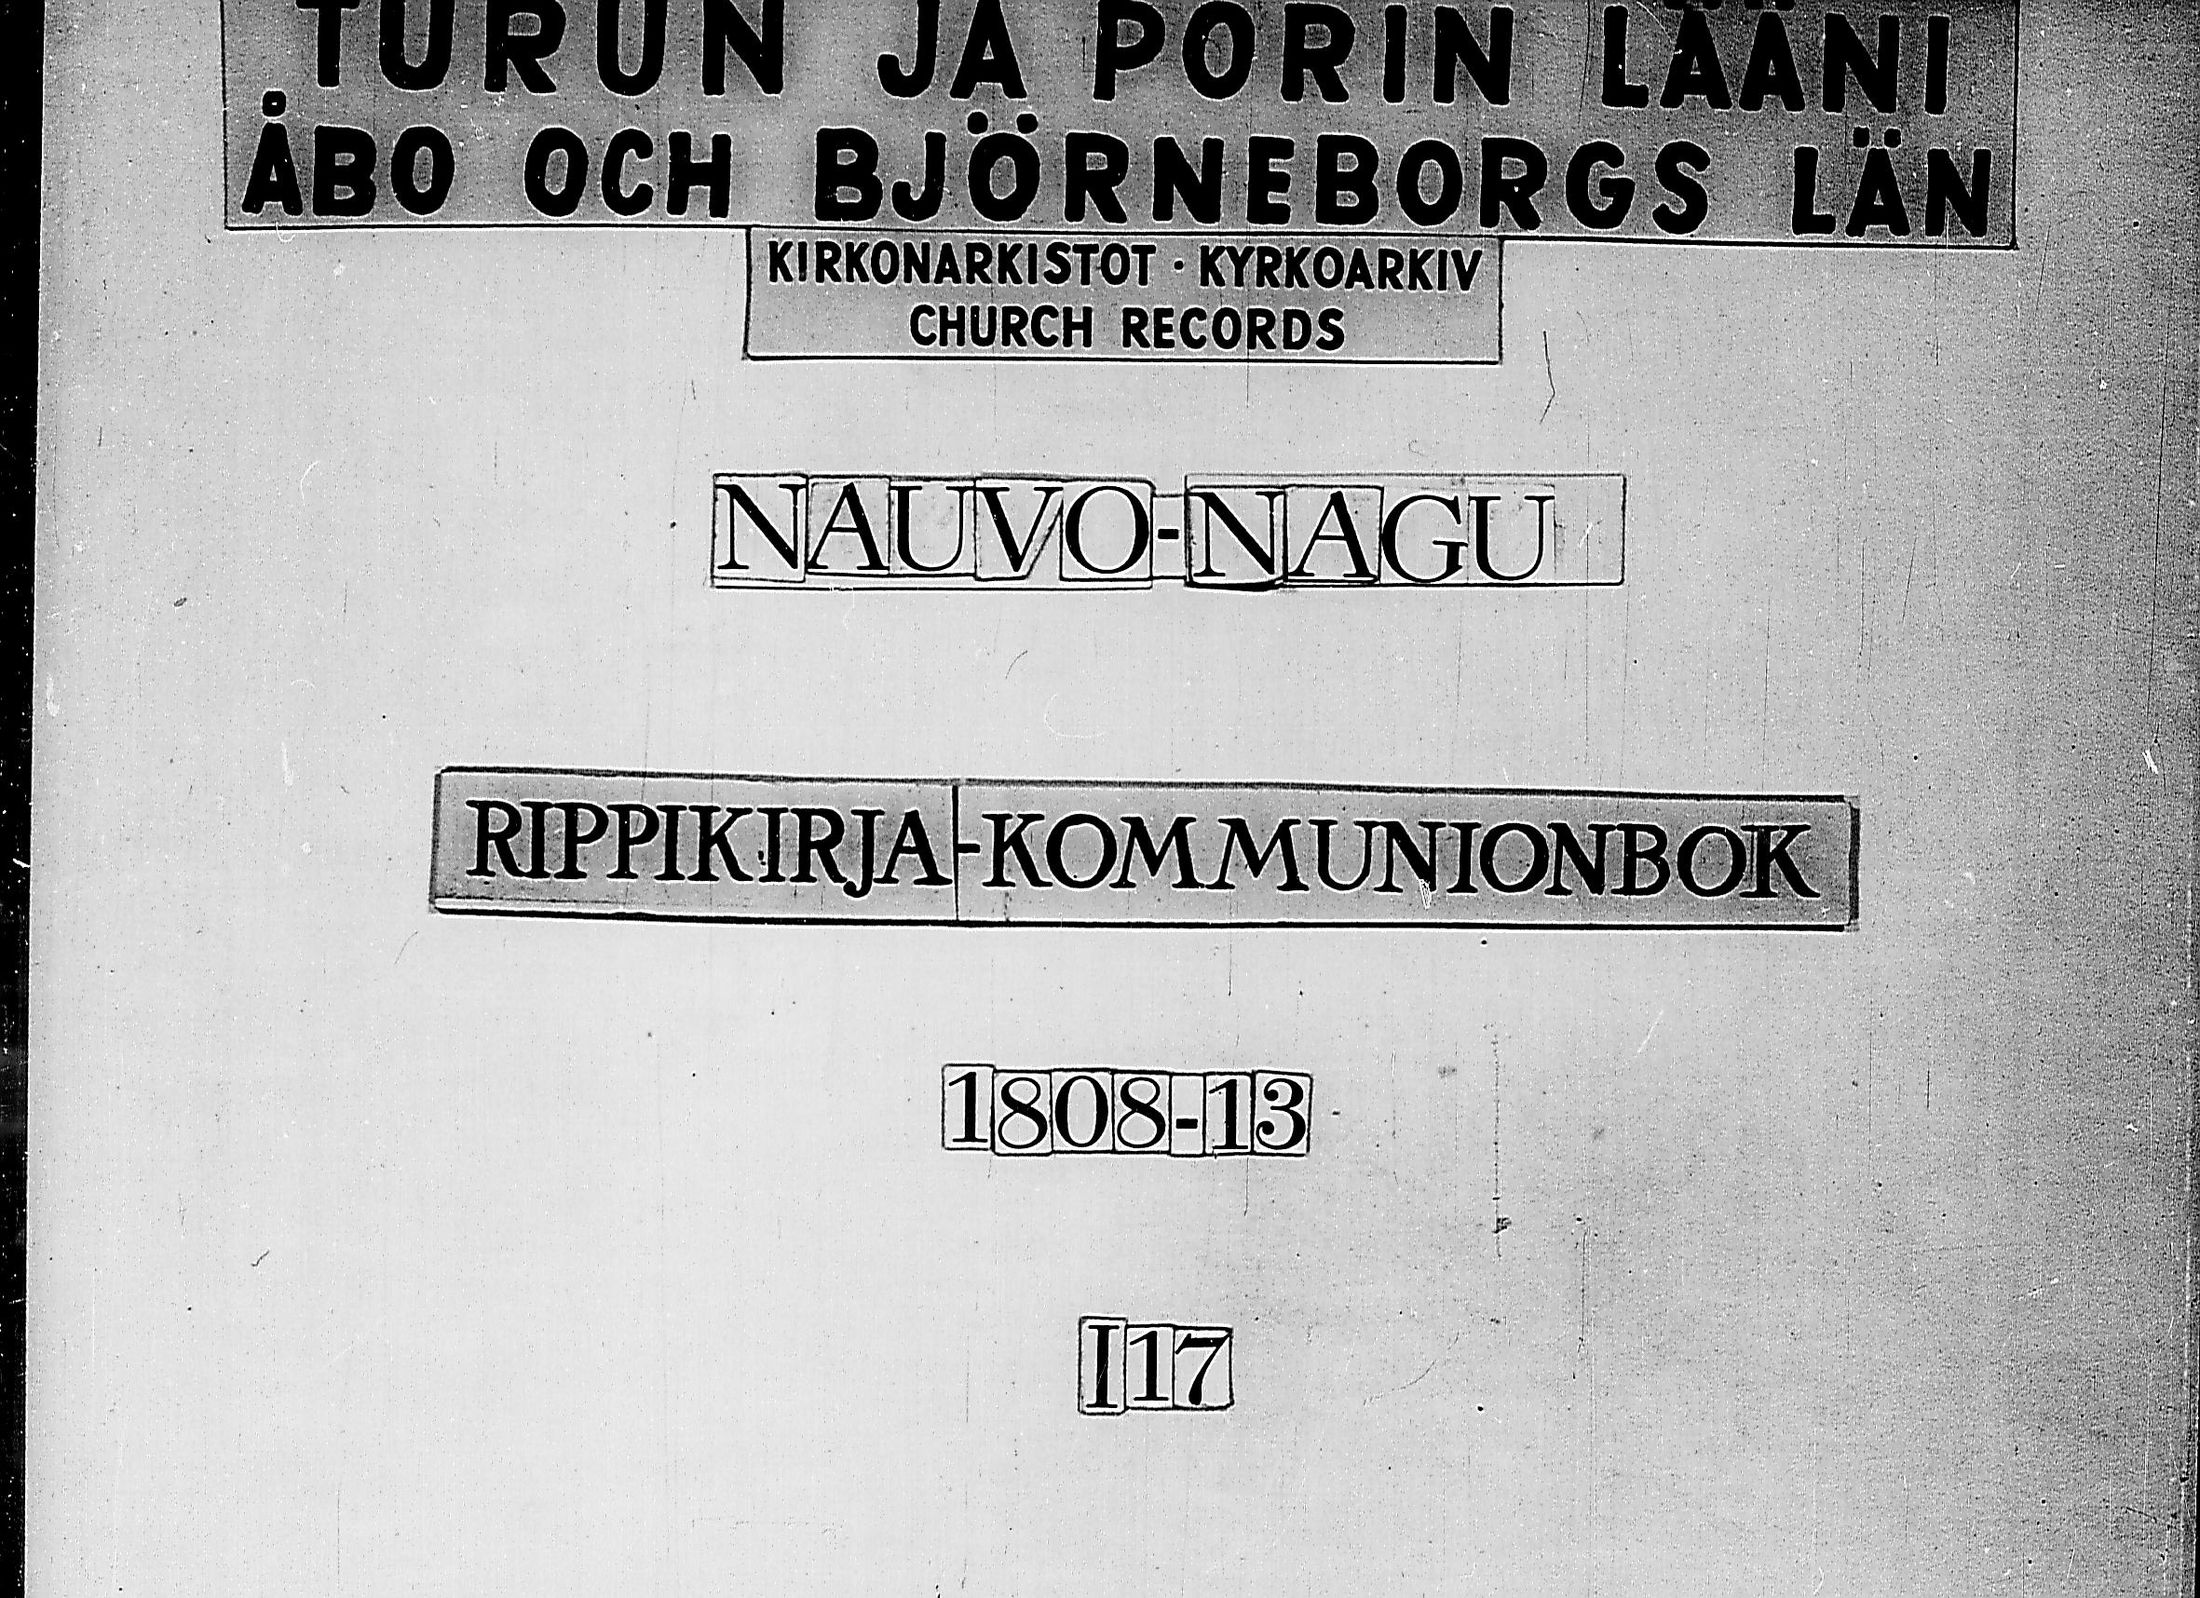 TURUN JA PORIN LÄÄNI
ÅBO OCH BJÖRNEBORGS LÄN
KIRKONARKISTOT · KYRKOARKIV
CHURCH RECORDS
NAUVO-NAGU
RIPPIKIRJA-KOMMUNIONBOK
1808-13
I17